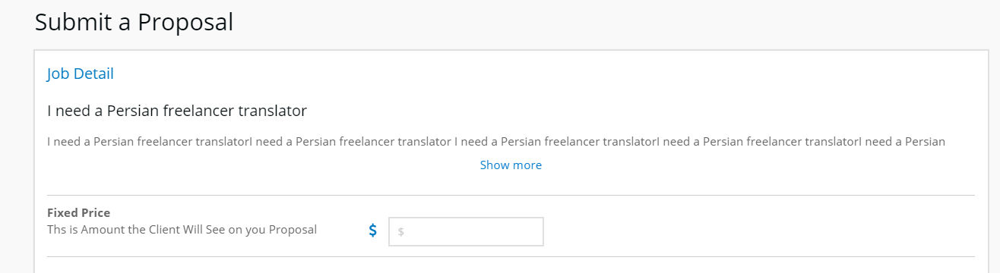 Submit a Proposal
Job Detail
I need a Persian freelancer translator
I need a Persian freelancer translatorI need a Persian freelancer translator I need a Persian freelancer translatorI need a Persian freelancer translatorI need a Persian
Show more
Fixed Price
Ths is Amount the Client Will See on you Proposal
$ $